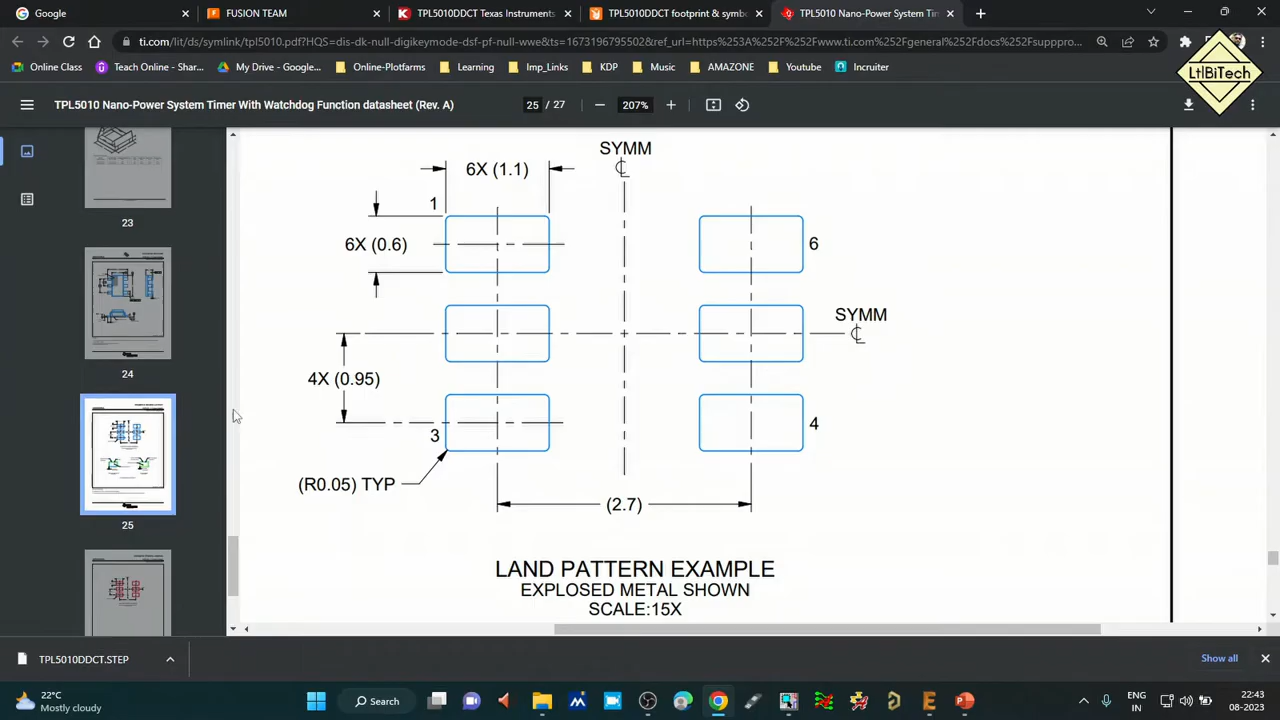 Google
FUSION TEAM
TPL5010DDCT Texas Instruments
TPL5010DDCT footprint & symbo
TPL5010 Nano-Power System Tim
ti.com/lit/ds/symlink/tpl5010.pdf?HQS=dis-dk-null-digikeymode-dsf-pf-null-wwe&ts=1673196795502&ref_url=https%253A%252F%252Fwww.ti.com%252Fgeneral%252Fdocs%252Fsupppro...
Online Class
Teach Online - Shar...
My Drive - Google...
Online-Platfarms
Learning
Imp. Links
KDP
Music
AMAZONE
Youtube
Incruiter
LtlBiTech
TPL5010 Nano-Power System Timer With Watchdog Function datasheet (Rev. A)
25 / 27
207%
23
24
25
SYMM
6X (1.1)
1
6X (0.6)
6
SYMM
4X (0.95)
3
4
(R0.05) TYP
(2.7)
LAND PATTERN EXAMPLE
EXPLOSED METAL SHOWN
SCALE:15X
TPL5010DDCT.STEP
Show all
22°C
Mostly cloudy
Search
ENG
IN
22:43
08-2023